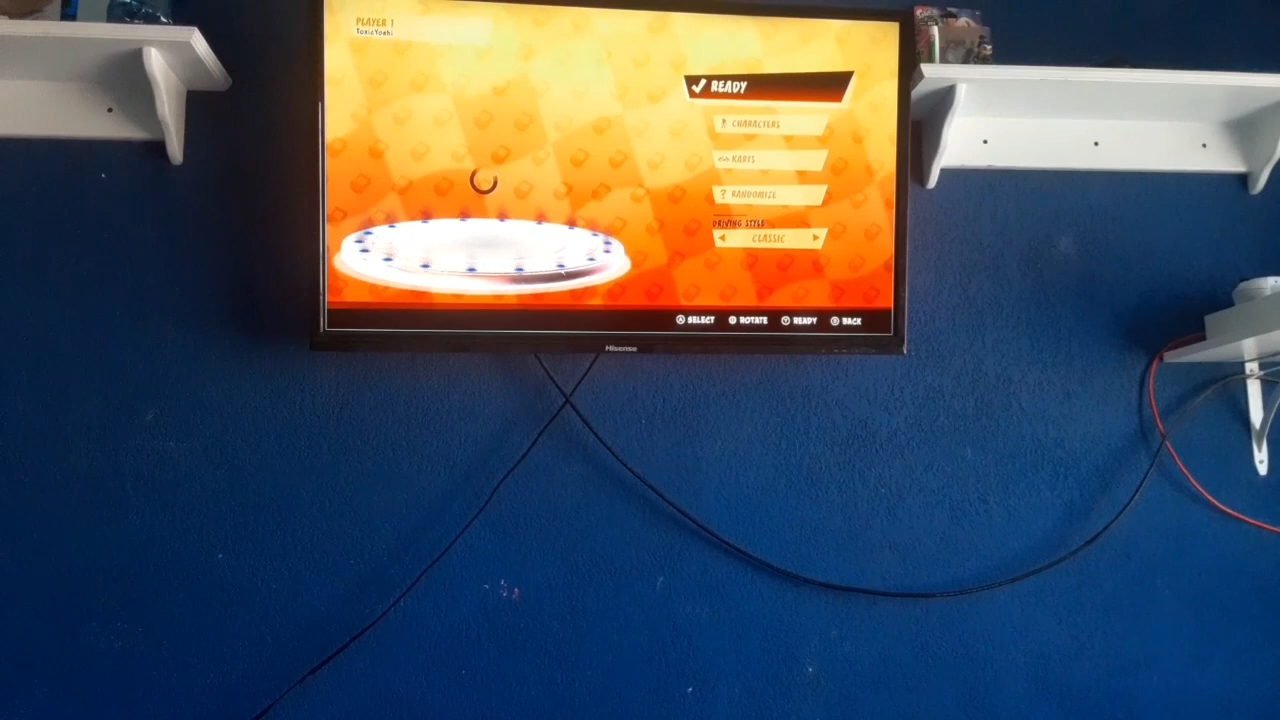 PLAYER 1
ToxicYoshi
READY
CHARACTERS
KARTS
? RANDOMIZE
DRIVING STYLE
CLASSIC
A SELECT
ROTATE
Y READY
B BACK
Hisense